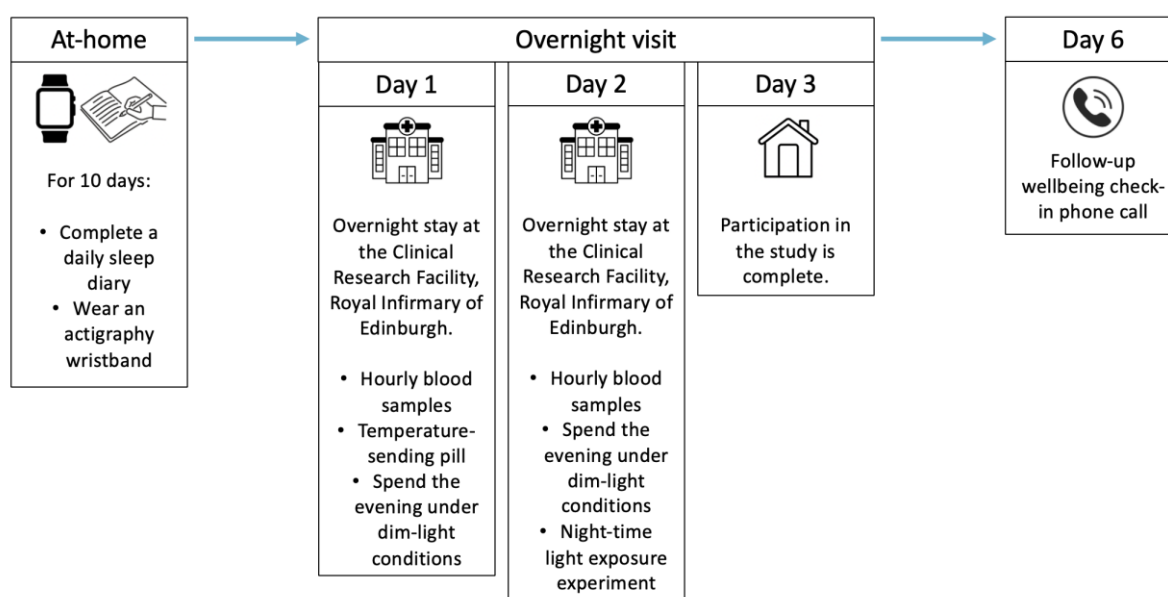 At-home
For 10 days:
• Complete a
daily sleep
diary
• Wear an
actigraphy
wristband
Overnight visit
Day 1
Overnight stay at
the Clinical
Research Facility,
Royal Infirmary of
Edinburgh.
• Hourly blood
samples
• Temperature-
sending pill
• Spend the
evening under
dim-light
conditions
Day 2
Overnight stay at
the Clinical
Research Facility,
Royal Infirmary of
Edinburgh.
• Hourly blood
samples
• Spend the
evening under
dim-light
conditions
• Night-time
light exposure
experiment
Day 3
Participation in
the study is
complete.
Day 6
Follow-up
wellbeing check-
in phone call